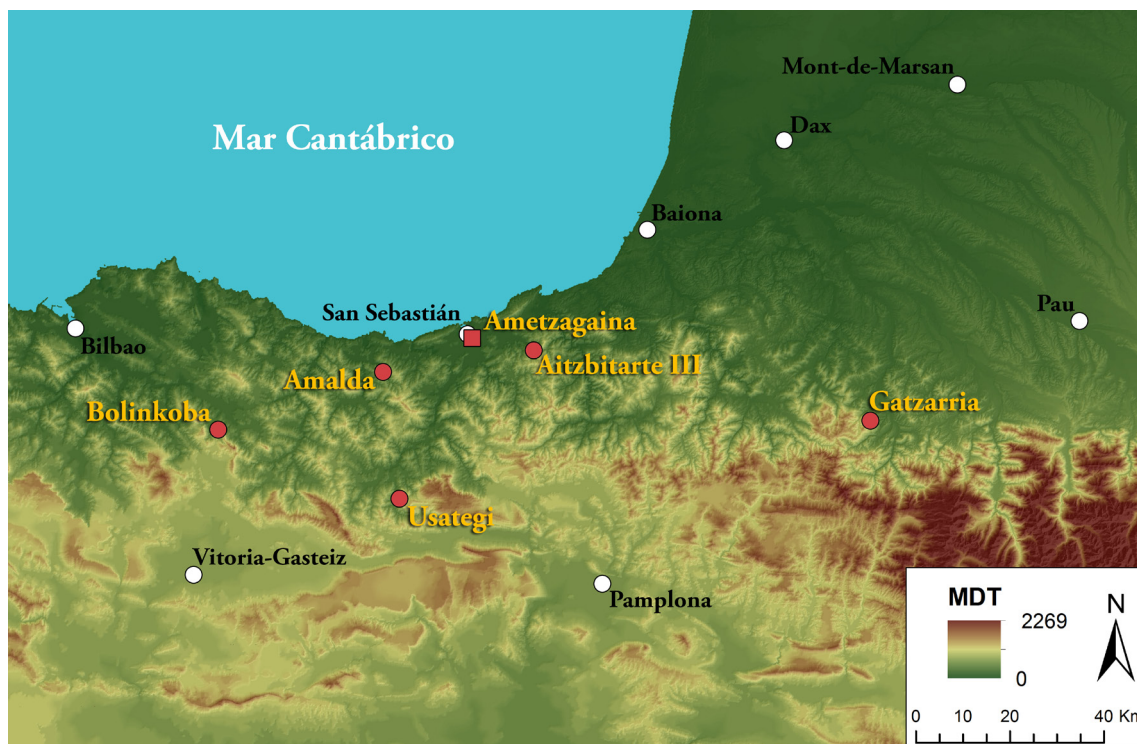 Mont-de-Marsan
Mar Cantábrico
Dax
Baiona
San Sebastián
Ametzagaina
Pau
Bilbao
Aitzbitarte III
Amalda
Gatzarria
Bolinkoba
Usategi
Vitoria-Gasteiz
Pamplona
MDT
N
2269
0
0 10 20 40 Km